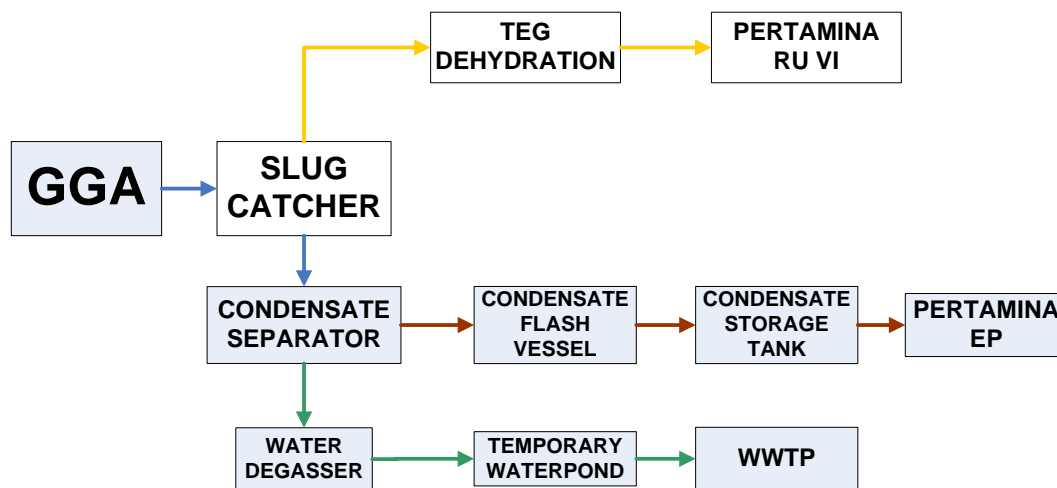 TEG
DEHYDRATION
PERTAMINA
RU VI
GGA
SLUG
CATCHER
CONDENSATE
SEPARATOR
CONDENSATE
FLASH
VESSEL
CONDENSATE
STORAGE
TANK
PERTAMINA
EP
WATER
DEGASSER
TEMPORARY
WATERPOND
WWTP